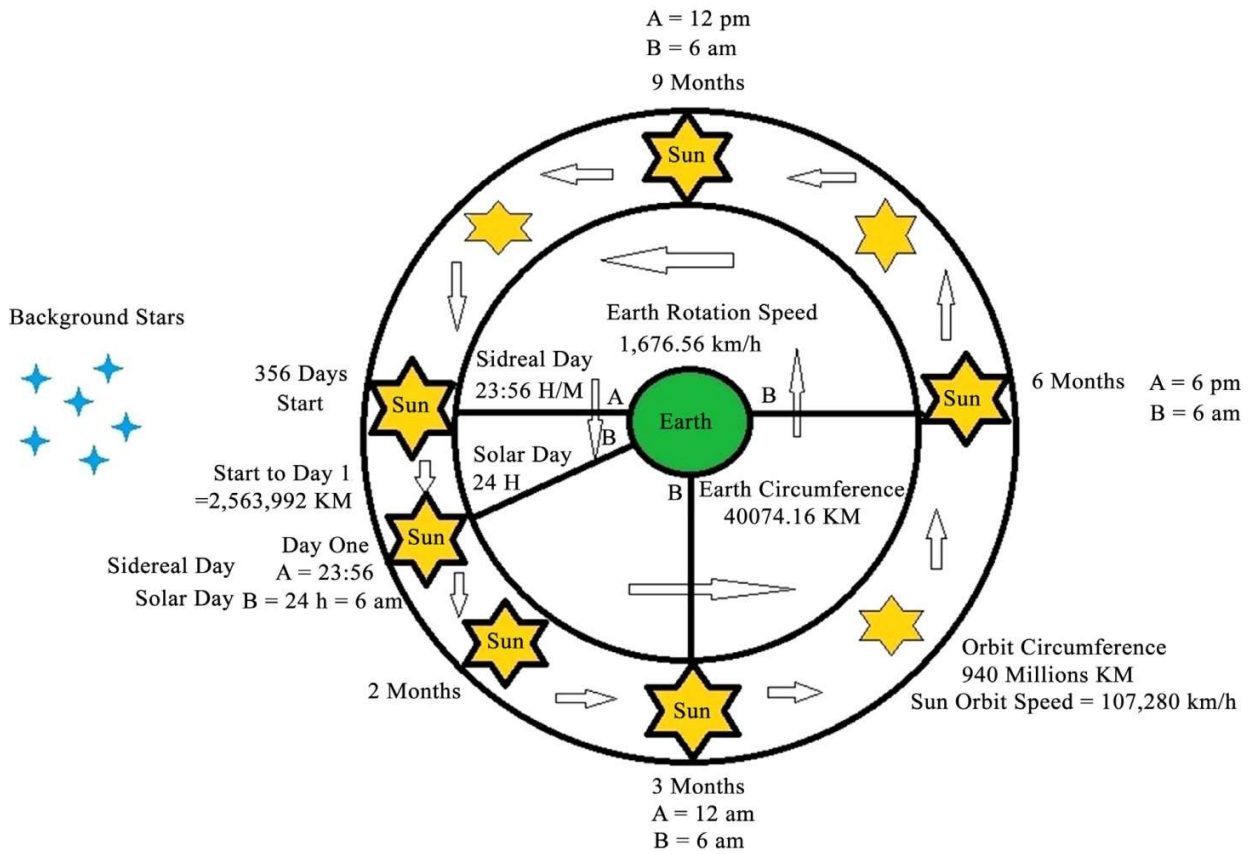 A = 12 pm
B = 6 am
9 Months
Sun
Background Stars
Earth Rotation Speed
1,676.56 km/h
356 Days
Start
Sun
Sidreal Day
23:56 H/M
A
B
Earth
B
Sun
6 Months
A = 6 pm
B = 6 am
Solar Day
24 H
B
Earth Circumference
40074.16 KM
Start to Day 1
=2,563,992 KM
Sun
Day One
Sidereal Day
A = 23:56
Solar Day
B = 24 h = 6 am
Sun
2 Months
Orbit Circumference
940 Millions KM
Sun Orbit Speed = 107,280 km/h
Sun
3 Months
A = 12 am
B = 6 am